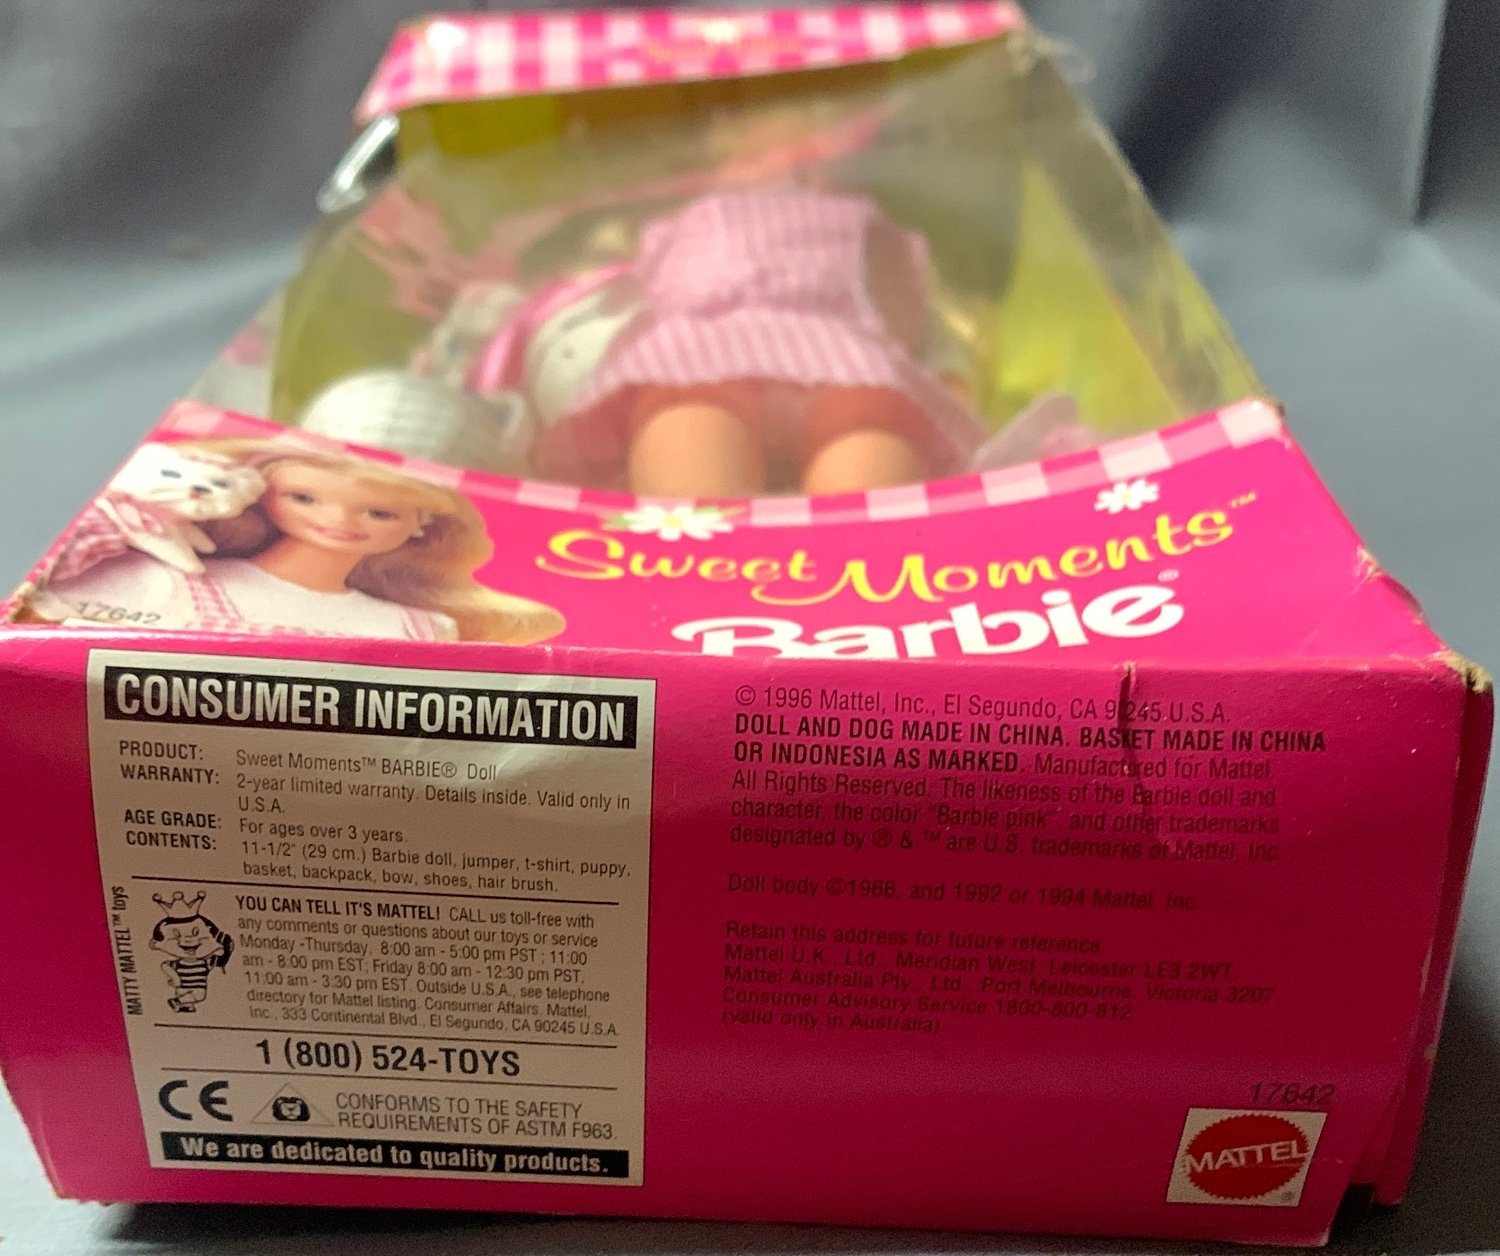 Sweet Moments™
Barbie®
17642
CONSUMER INFORMATION
PRODUCT: Sweet Moments™ BARBIE® Doll
WARRANTY: 2-year limited warranty. Details inside. Valid only in
U.S.A.
AGE GRADE: For ages over 3 years.
CONTENTS: 11-1/2" (29 cm.) Barbie doll, jumper, t-shirt, puppy,
basket, backpack, bow, shoes, hair brush.
MATTY MATTEL™ toys
YOU CAN TELL IT'S MATTEL! CALL us toll-free with
any comments or questions about our toys or service
Monday -Thursday, 8:00 am - 5:00 pm PST ; 11:00
am - 8:00 pm EST; Friday 8:00 am - 12:30 pm PST,
11:00 am - 3:30 pm EST. Outside U.S.A., see telephone
directory for Mattel listing. Consumer Affairs, Mattel,
Inc., 333 Continental Blvd., El Segundo, CA 90245 U.S.A.
1 (800) 524-TOYS
CE
CONFORMS TO THE SAFETY
REQUIREMENTS OF ASTM F963.
We are dedicated to quality products.
© 1996 Mattel, Inc., El Segundo, CA 90245 U.S.A.
DOLL AND DOG MADE IN CHINA. BASKET MADE IN CHINA
OR INDONESIA AS MARKED. Manufactured for Mattel.
All Rights Reserved. The likeness of the Barbie doll and
character, the color "Barbie pink", and other trademarks
designated by ® & ™ are U.S. trademarks of Mattel, Inc.
Doll body ©1966, and 1992 or 1994 Mattel, Inc.
Retain this address for future reference.
Mattel U.K. Ltd., Meridian West, Leicester LE3 2WT.
Mattel Australia Pty., Ltd., Port Melbourne, Victoria 3207
Consumer Advisory Service 1800-800-812
(valid only in Australia)
17642
MATTEL
®